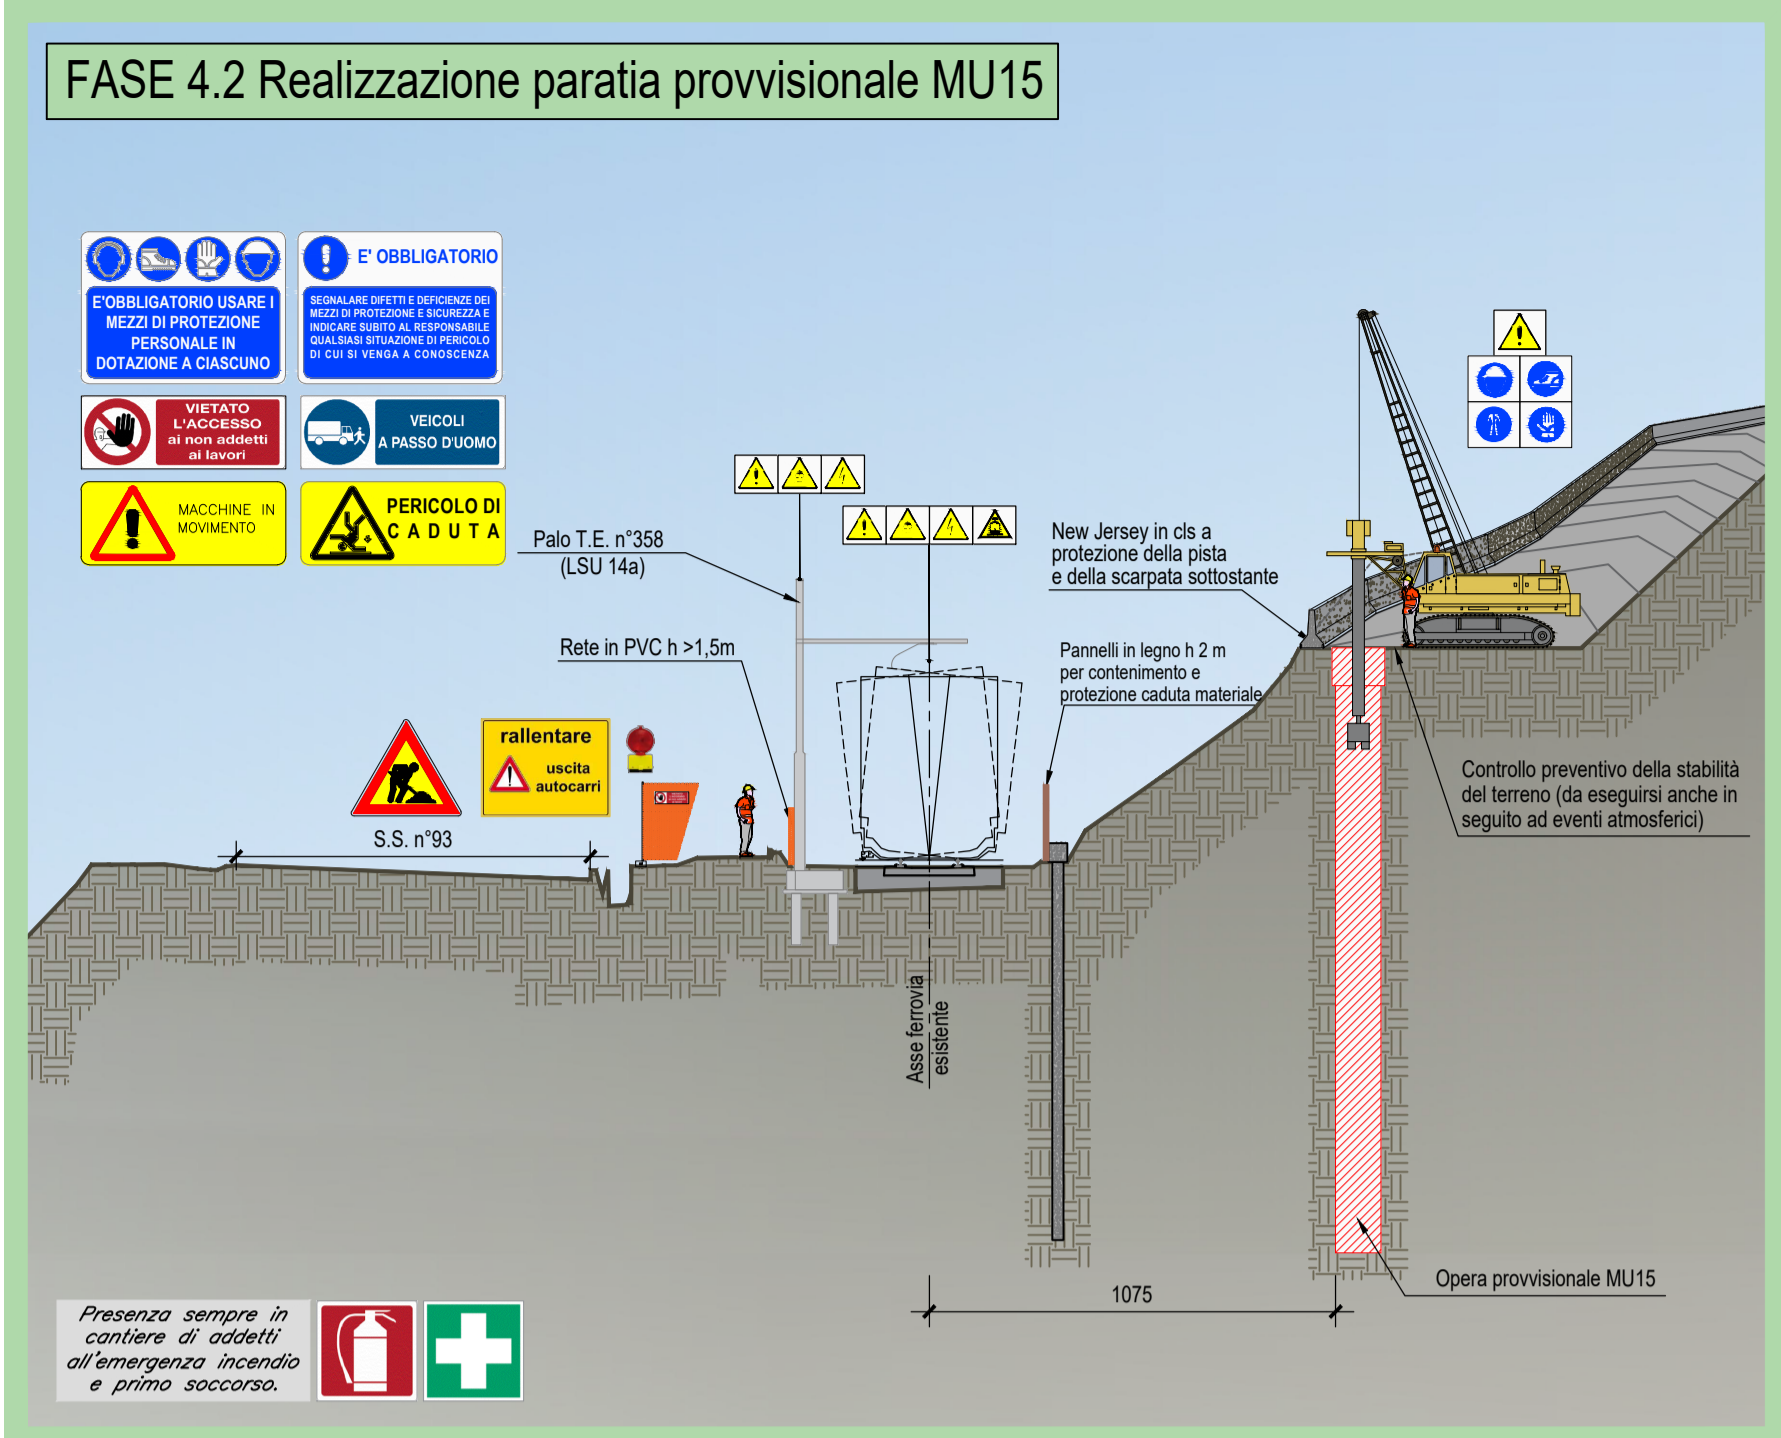 FASE 4.2 Realizzazione paratia provvisionale MU15
E'OBBLIGATORIO USARE I
MEZZI DI PROTEZIONE
PERSONALE IN
DOTAZIONE A CIASCUNO
E' OBBLIGATORIO
SEGNALARE DIFETTI E DEFICIENZE DEI
MEZZI DI PROTEZIONE E SICUREZZA E
INDICARE SUBITO AL RESPONSABILE
QUALSIASI SITUAZIONE DI PERICOLO
DI CUI SI VENGA A CONOSCENZA
VIETATO
L'ACCESSO
ai non addetti
ai lavori
VEICOLI
A PASSO D'UOMO
MACCHINE IN
MOVIMENTO
PERICOLO DI
CADUTA
Palo T.E. n°358
(LSU 14a)
Rete in PVC h >1,5m
New Jersey in cls a
protezione della pista
e della scarpata sottostante
Pannelli in legno h 2 m
per contenimento e
protezione caduta materiale
rallentare
uscita
autocarri
S.S. n°93
Controllo preventivo della stabilità
del terreno (da eseguirsi anche in
seguito ad eventi atmosferici)
Asse ferrovia
esistente
1075
Opera provvisionale MU15
Presenza sempre in
cantiere di addetti
all'emergenza incendio
e primo soccorso.